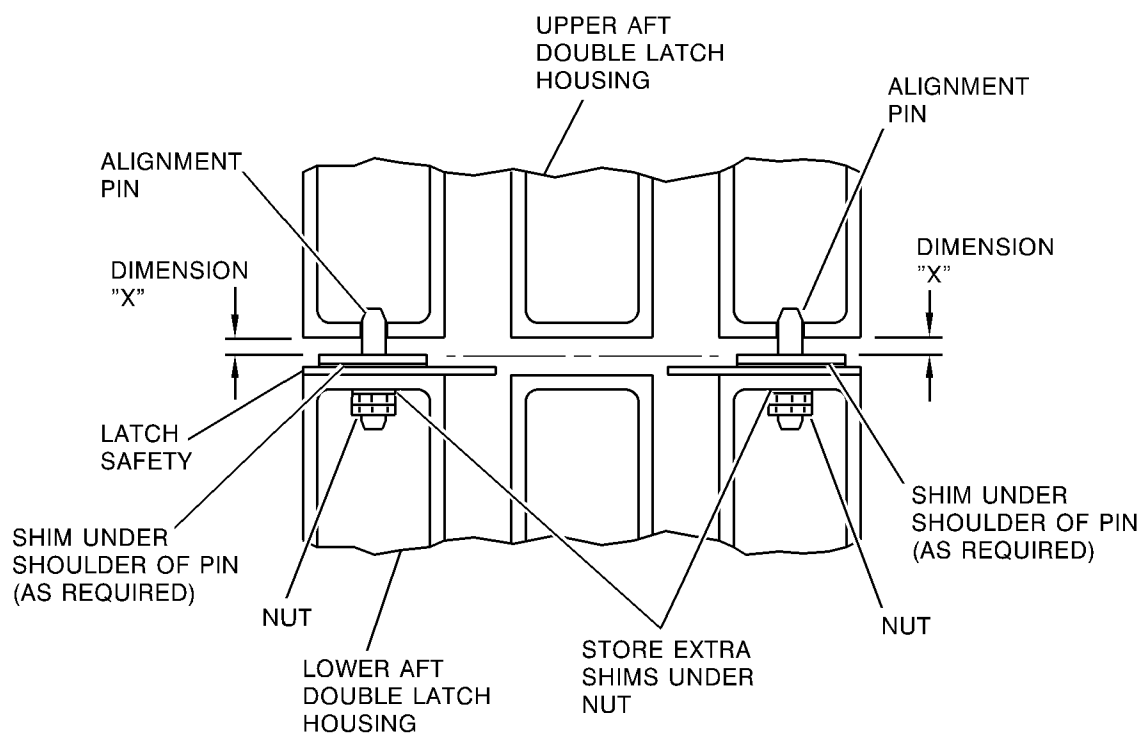 UPPER AFT
DOUBLE LATCH
HOUSING
ALIGNMENT
PIN
ALIGNMENT
PIN
DIMENSION
"X"
DIMENSION
"X"
LATCH
SAFETY
SHIM UNDER
SHOULDER OF PIN
(AS REQUIRED)
SHIM UNDER
SHOULDER OF PIN
(AS REQUIRED)
NUT
NUT
STORE EXTRA
SHIMS UNDER
NUT
LOWER AFT
DOUBLE LATCH
HOUSING